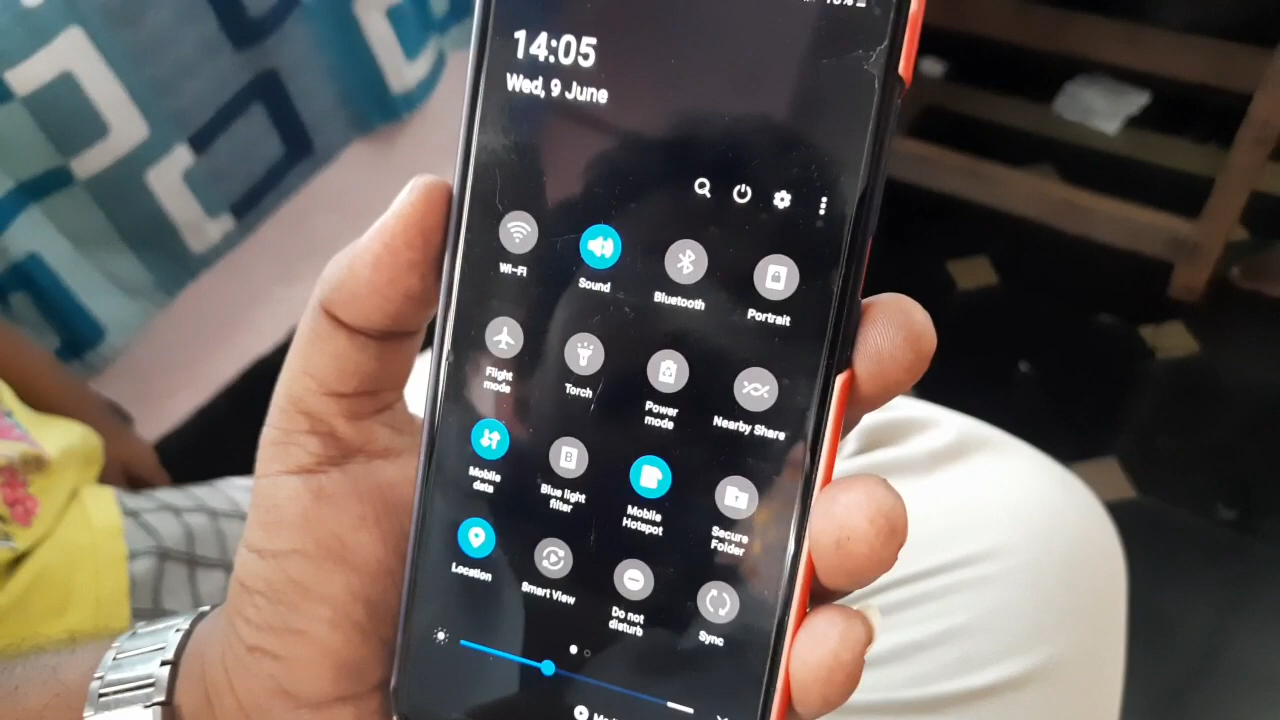 14:05
Wed, 9 June
Wi-Fi
Sound
Bluetooth
Portrait
Flight
mode
Torch
Power
mode
Nearby Share
Mobile
data
B
Blue light
filter
Mobile
Hotspot
Secure
Folder
Location
Smart View
Do not
disturb
Sync